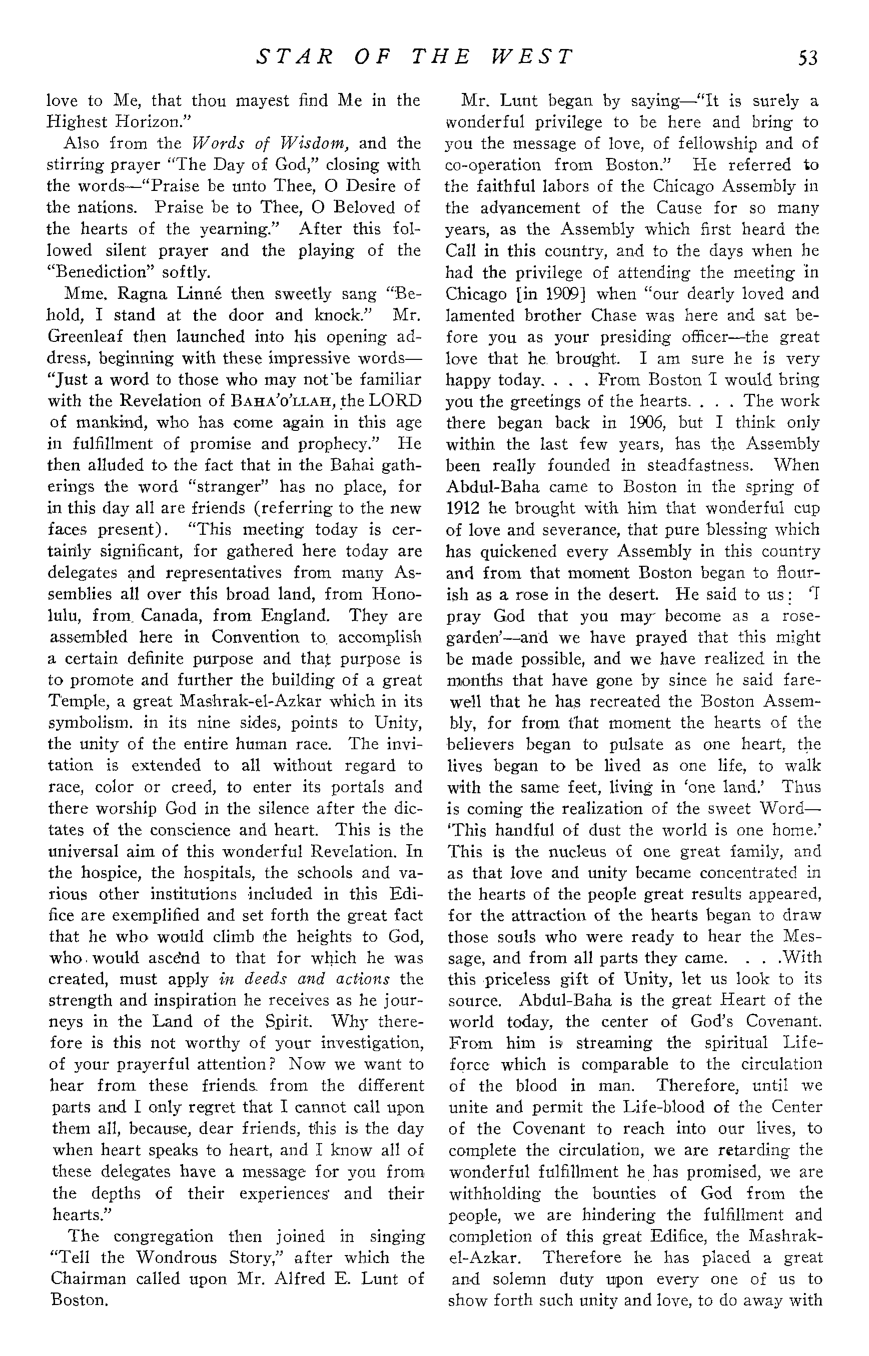 STAR OF THE WEST 53
love to Me, that thou mayest find Me in the
Highest Horizon.”
Also from the Words of Wisdom, and the
stirring prayer “The Day of God,” closing with
the words—“Praise be unto Thee, O Desire of
the nations. Praise be to Thee, O Beloved of
the hearts of the yearning.” After this fol-
lowed silent prayer and the playing of the
“Benediction” softly.
Mme. Ragna Linné then sweetly sang “Be-
hold, I stand at the door and knock.” Mr.
Greenleaf then launched into his opening ad-
dress, beginning with these impressive words—
“Just a word to those who may not be familiar
with the Revelation of BAHA’O’LLAH, the LORD
of mankind, who has come again in this age
in fulfillment of promise and prophecy.” He
then alluded to the fact that in the Bahai gath-
erings the word “stranger” has no place, for
in this day all are friends (referring to the new
faces present). “This meeting today is cer-
tainly significant, for gathered here today are
delegates and representatives from many As-
semblies all over this broad land, from Hono-
lulu, from Canada, from England. They are
assembled here in Convention to accomplish
a certain definite purpose and that purpose is
to promote and further the building of a great
Temple, a great Mashrak-el-Azkar which in its
symbolism. in its nine sides, points to Unity,
the unity of the entire human race. The invi-
tation is extended to all without regard to
race, color or creed, to enter its portals and
there worship God in the silence after the dic-
tates of the conscience and heart. This is the
universal aim of this wonderful Revelation. In
the hospice, the hospitals, the schools and va-
rious other institutions included in this Edi-
fice are exemplified and set forth the great fact
that he who would climb the heights to God,
who would ascend to that for which he was
created, must apply in deeds and actions the
strength and inspiration he receives as he jour-
neys in the Land of the Spirit. Why there-
fore is this not worthy of your investigation,
of your prayerful attention? Now we want to
hear from these friends from the different
parts and I only regret that I cannot call upon
them all, because, dear friends, this is the day
when heart speaks to heart, and I know all of
these delegates have a message for you from
the depths of their experiences and their
hearts.”
The congregation then joined in singing
“Tell the Wondrous Story,” after which the
Chairman called upon Mr. Alfred E. Lunt of
Boston.
Mr. Lunt began by saying—“It is surely a
wonderful privilege to be here and bring to
you the message of love, of fellowship and of
co-operation from Boston.” He referred to
the faithful labors of the Chicago Assembly in
the advancement of the Cause for so many
years, as the Assembly which first heard the
Call in this country, and to the days when he
had the privilege of attending the meeting in
Chicago [in 1909] when “our dearly loved and
lamented brother Chase was here and sat be-
fore you as your presiding officer—the great
love that he brought. I am sure he is very
happy today. . . . From Boston I would bring
you the greetings of the hearts. . . . The work
there began back in 1906, but I think only
within the last few years, has the Assembly
been really founded in steadfastness. When
Abdul-Baha came to Boston in the spring of
1912 he brought with him that wonderful cup
of love and severance, that pure blessing which
has quickened every Assembly in this country
and from that moment Boston began to flour-
ish as a rose in the desert. He said to us: ‘I
pray God that you may become as a rose-
garden’—and we have prayed that this might
be made possible, and we have realized in the
months that have gone by since he said fare-
well that he has recreated the Boston Assem-
bly, for from that moment the hearts of the
believers began to pulsate as one heart, the
lives began to be lived as one life, to walk
with the same feet, living in ‘one land.’ Thus
is coming the realization of the sweet Word—
‘This handful of dust the world is one home.’
This is the nucleus of one great family, and
as that love and unity became concentrated in
the hearts of the people great results appeared,
for the attraction of the hearts began to draw
those souls who were ready to hear the Mes-
sage, and from all parts they came. . . .With
this priceless gift of Unity, let us look to its
source. Abdul-Baha is the great Heart of the
world today, the center of God’s Covenant.
From him is streaming the spiritual Life-
force which is comparable to the circulation
of the blood in man. Therefore, until we
unite and permit the Life-blood of the Center
of the Covenant to reach into our lives, to
complete the circulation, we are retarding the
wonderful fulfillment he has promised, we are
withholding the bounties of God from the
people, we are hindering the fulfillment and
completion of this great Edifice, the Mashrak-
el-Azkar. Therefore he has placed a great
and solemn duty upon every one of us to
show forth such unity and love, to do away with